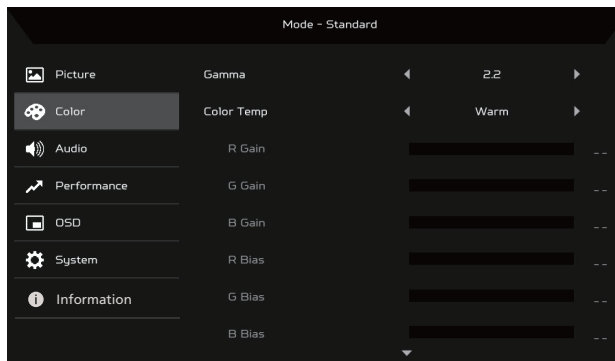 Mode - Standard
Picture
Gamma
2.2
Color
Color Temp
Warm
Audio
R Gain
--
Performance
G Gain
--
OSD
B Gain
--
System
R Bias
--
Information
G Bias
--
B Bias
--